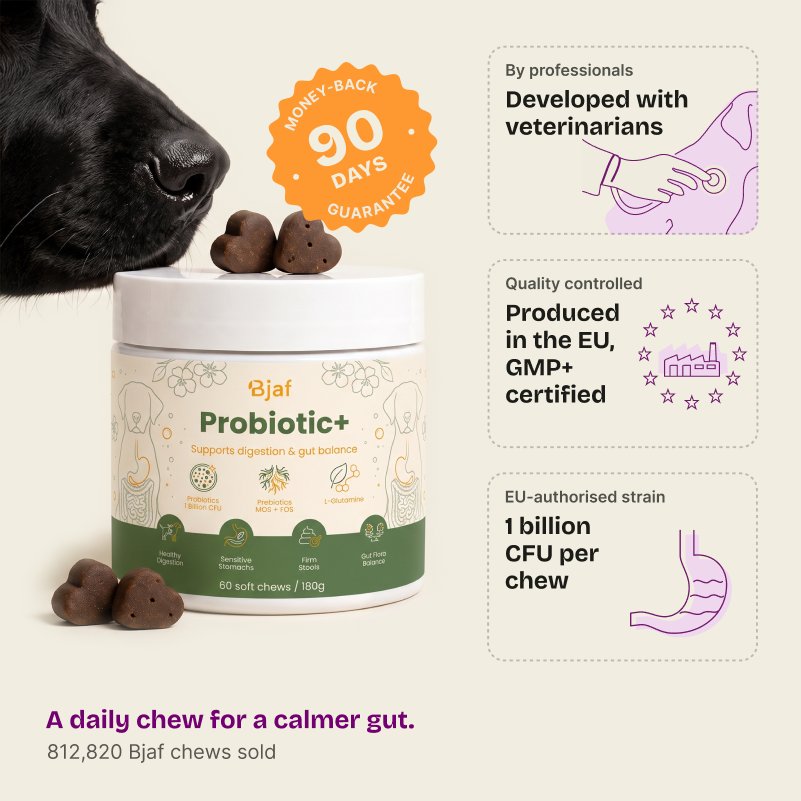 MONEY-BACK
90
DAYS
GUARANTEE
By professionals
Developed with
veterinarians
Quality controlled
Produced
in the EU,
GMP+
certified
EU-authorised strain
1 billion
CFU per
chew
Bjaf
Probiotic+
Supports digestion & gut balance
Probiotics
1 Billion CFU
Prebiotics
MOS + FOS
L-Glutamine
Healthy
Digestion
Sensitive
Stomachs
Firm
Stools
Gut Flora
Balance
60 soft chews / 180g
A daily chew for a calmer gut.
812,820 Bjaf chews sold